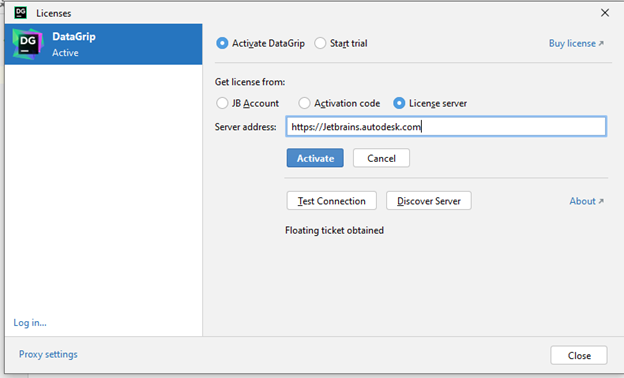 Licenses
DG
DataGrip
Active
Activate DataGrip Start trial Buy license ↗
Get license from:
JB Account Activation code License server
Server address: https://Jetbrains.autodesk.com
Activate Cancel
Test Connection Discover Server About ↗
Floating ticket obtained
Log in...
Proxy settings
Close